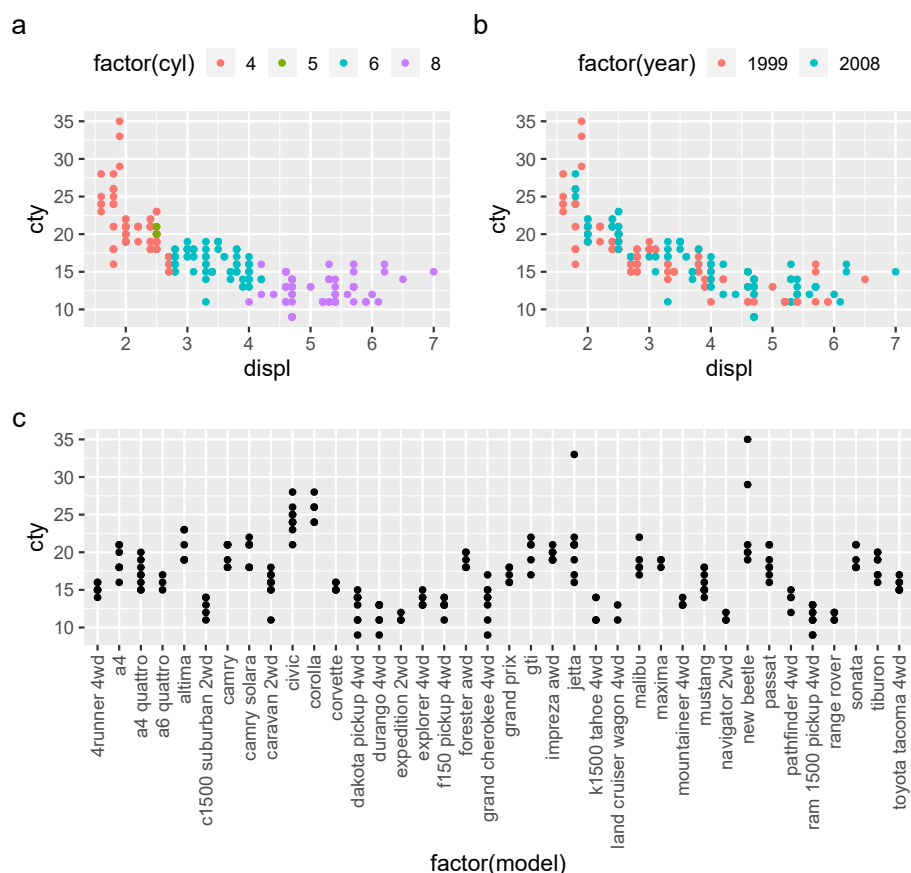 a
factor(cyl) 4 5 6 8
35
30
25
20
15
10
cty
2 3 4 5 6 7
displ
b
factor(year) 1999 2008
35
30
25
20
15
10
cty
2 3 4 5 6 7
displ
c
35
30
25
20
15
10
cty
4runner 4wd
a4
a4 quattro
a6 quattro
altima
c1500 suburban 2wd
camry
camry solara
caravan 2wd
civic
corolla
corvette
dakota pickup 4wd
durango 4wd
expedition 2wd
explorer 4wd
f150 pickup 4wd
forester awd
grand cherokee 4wd
grand prix
gti
impreza awd
jetta
k1500 tahoe 4wd
land cruiser wagon 4wd
malibu
maxima
mountaineer 4wd
mustang
navigator 2wd
new beetle
passat
pathfinder 4wd
ram 1500 pickup 4wd
range rover
sonata
tiburon
toyota tacoma 4wd
factor(model)